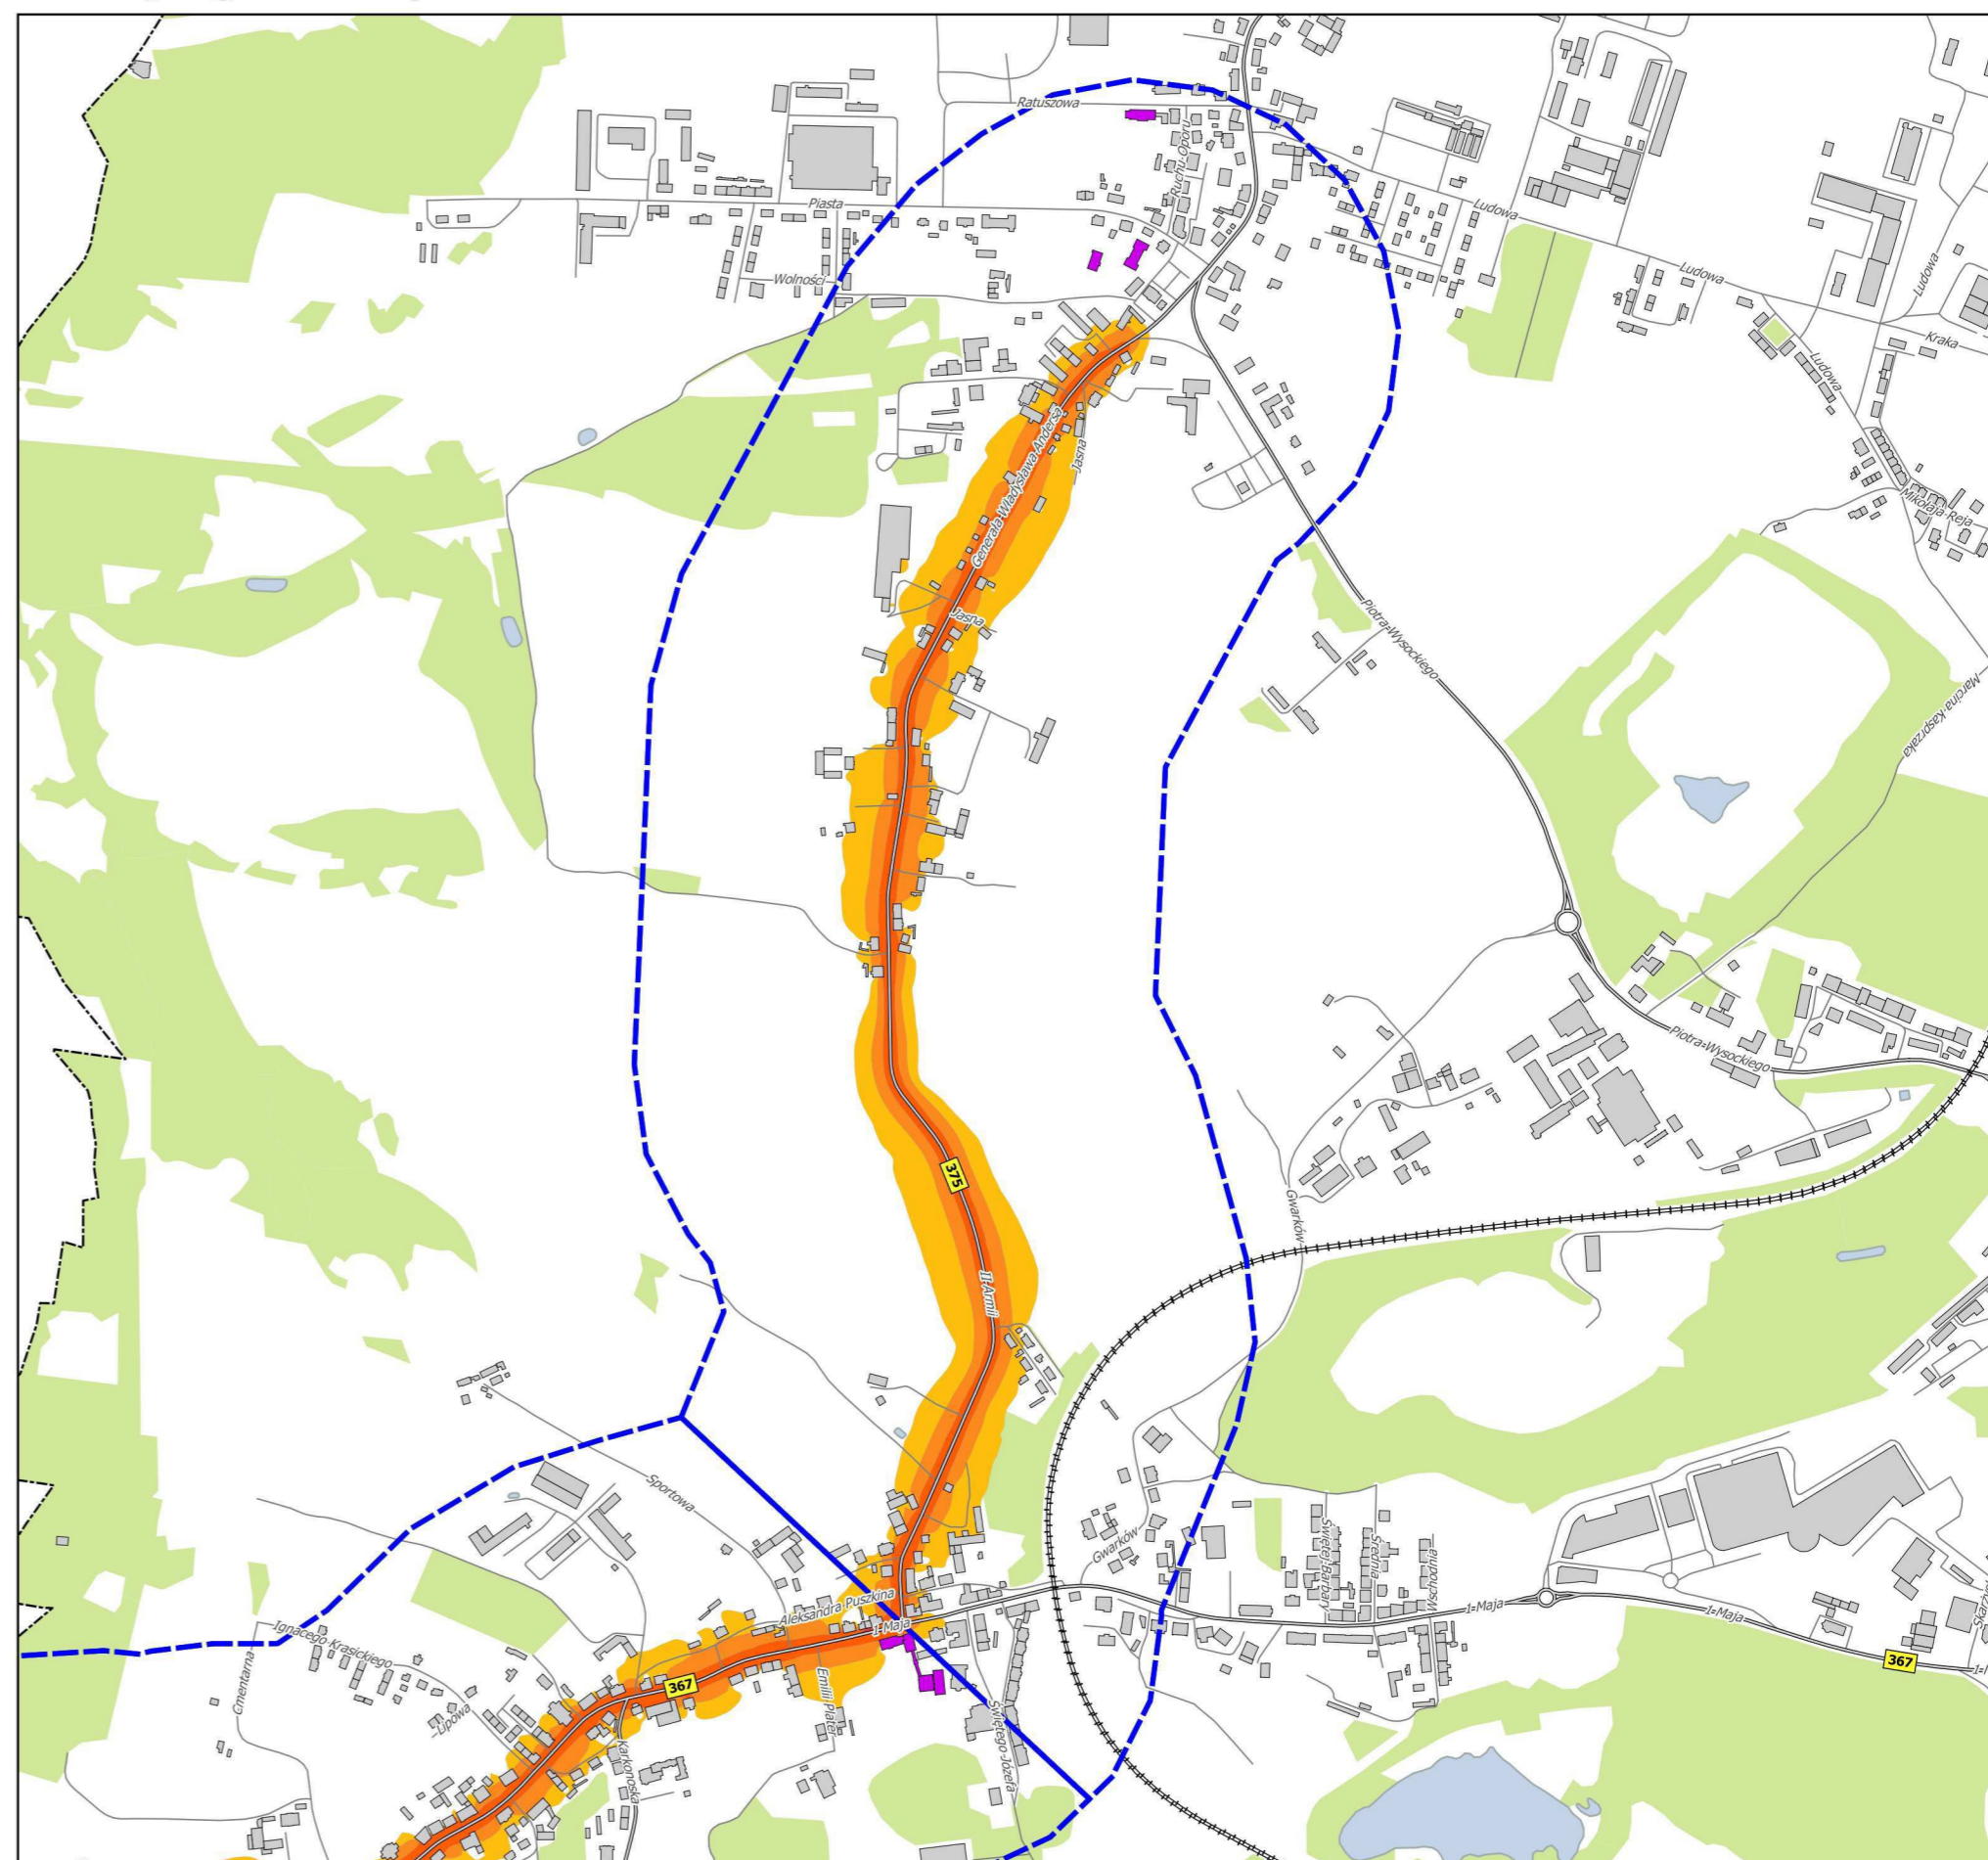 Ratuszowa
Ruchu Oporu
Piasta
Ludowa
Wolności
Ludowa
Ludowa
Kraka
Ludowa
Generała Władysława Andersa
Jasna
Mikołaja Reja
Jasna
Piotra Wysockiego
Marcina Kasprzaka
Piotra Wysockiego
375
Gwarków
II Armii
Sportowa
Gwarków
Świętej Barbary
Średnia
Wschodnia
Aleksandra Puszkina
1 Maja
1 Maja
1 Maja
Ignacego Krasickiego
Cmentarna
367
367
Emilii Plater
Lipowa
Karkonoska
Świętego Józefa